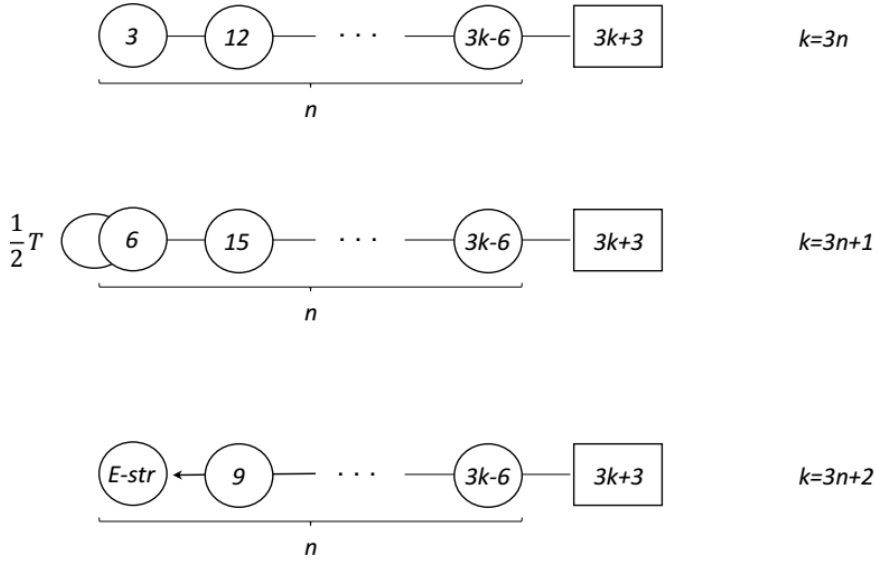 3 12 · · · 3k-6 3k+3 k=3n
n
½T 6 15 · · · 3k-6 3k+3 k=3n+1
n
E-str 9 · · · 3k-6 3k+3 k=3n+2
n